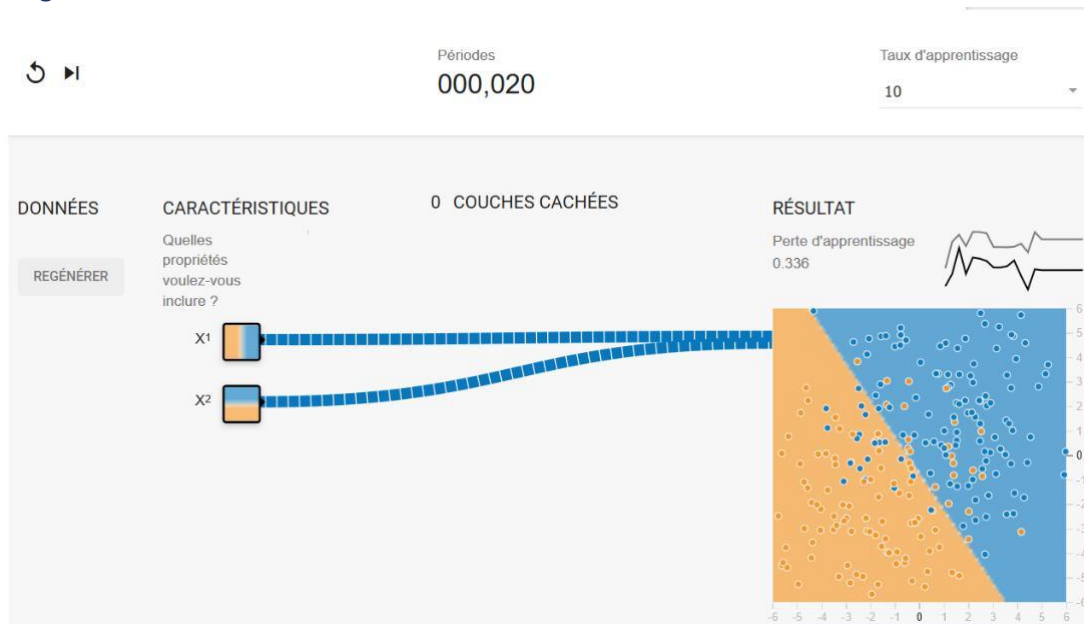 Périodes
000,020
Taux d'apprentissage
10
DONNÉES
REGÉNÉRER
CARACTÉRISTIQUES
Quelles
propriétés
voulez-vous
inclure ?
X1
X2
0 COUCHES CACHÉES
RÉSULTAT
Perte d'apprentissage
0.336
6
5
4
3
2
1
0
-1
-2
-3
-4
-5
-6
-6 -5 -4 -3 -2 -1 0 1 2 3 4 5 6